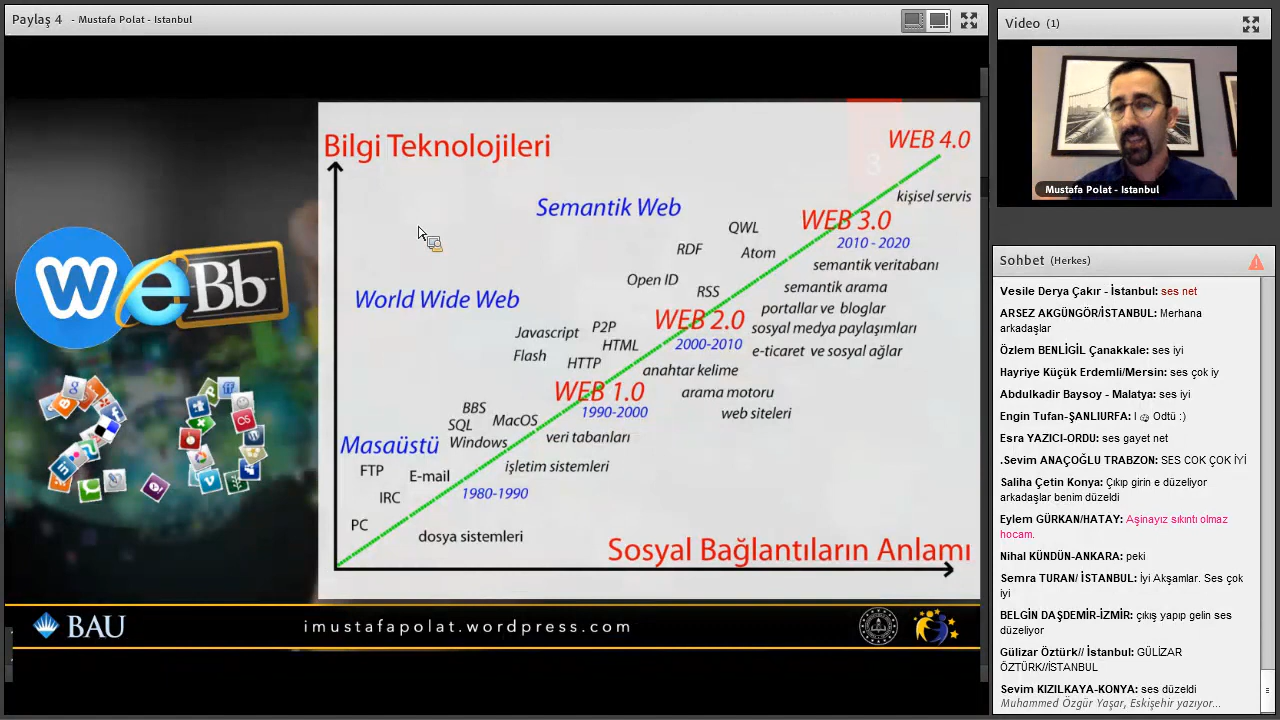 Paylaş 4 - Mustafa Polat - Istanbul
Bilgi Teknolojileri
WEB 4.0
3
kişisel servis
Semantik Web
QWL
WEB 3.0
2010 - 2020
RDF
Atom
semantik veritabanı
Open ID
semantik arama
RSS
World Wide Web
portallar ve bloglar
WEB 2.0
sosyal medya paylaşımları
2000-2010
e-ticaret ve sosyal ağlar
Javascript
P2P
HTML
Flash
HTTP
anahtar kelime
WEB 1.0
arama motoru
1990-2000
web siteleri
BBS
SQL
MacOS
Windows
veri tabanları
Masaüstü
işletim sistemleri
FTP
E-mail
1980-1990
IRC
PC
dosya sistemleri
Sosyal Bağlantıların Anlamı
we Bb
BAU
imustafapolat.wordpress.com
Video (1)
Mustafa Polat - Istanbul
Sohbet (Herkes)
Vesile Derya Çakır - İstanbul: ses net
ARSEZ AKGÜNGÖR/İSTANBUL: Merhana
arkadaşlar
Özlem BENLİGİL Çanakkale: ses iyi
Hayriye Küçük Erdemli/Mersin: ses çok iy
Abdulkadir Baysoy - Malatya: ses iyi
Engin Tufan-ŞANLIURFA: I Odtü :)
Esra YAZICI-ORDU: ses gayet net
.Sevim ANAÇOĞLU TRABZON: SES COK ÇOK İYİ
Saliha Çetin Konya: Çıkıp girin e düzeliyor
arkadaşlar benim düzeldi
Eylem GÜRKAN/HATAY: Aşinayız sıkıntı olmaz
hocam.
Nihal KÜNDÜN-ANKARA: peki
Semra TURAN/ İSTANBUL: İyi Akşamlar. Ses çok
iyi
BELGİN DAŞDEMİR-İZMİR: çıkış yapıp gelin ses
düzeliyor
Gülizar Öztürk// İstanbul: GÜLİZAR
ÖZTÜRK//İSTANBUL
Sevim KIZILKAYA-KONYA: ses düzeldi
Muhammed Özgür Yaşar, Eskişehir yazıyor...